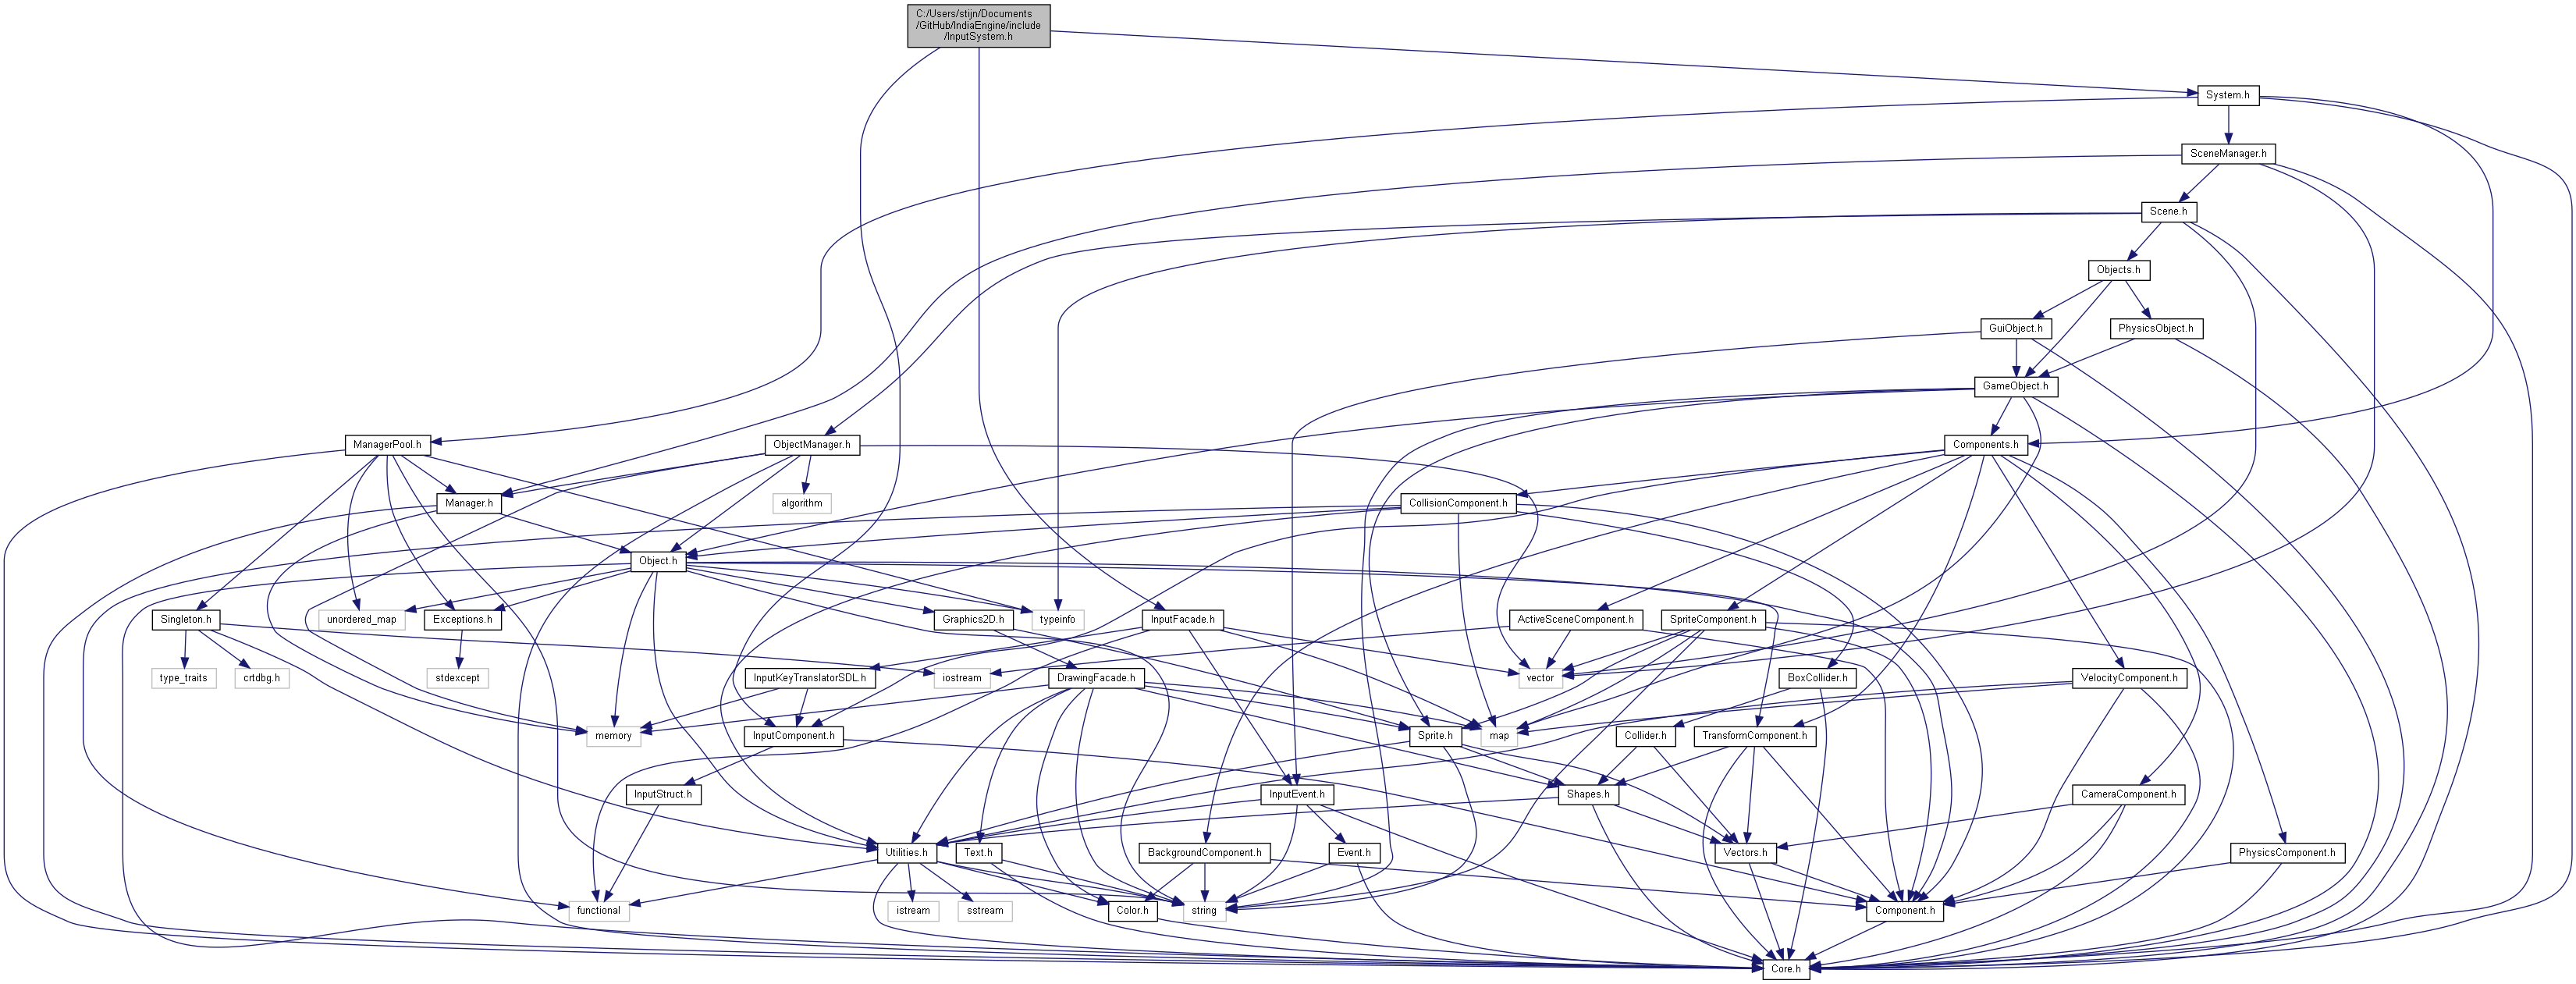 C:/Users/stijn/Documents
/GitHub/IndiaEngine/include
/InputSystem.h
System.h
SceneManager.h
Scene.h
Objects.h
GuiObject.h
PhysicsObject.h
GameObject.h
ManagerPool.h
ObjectManager.h
Components.h
Manager.h
algorithm
CollisionComponent.h
Object.h
Singleton.h
unordered_map
Exceptions.h
Graphics2D.h
typeinfo
InputFacade.h
ActiveSceneComponent.h
SpriteComponent.h
type_traits
crtdbg.h
stdexcept
InputKeyTranslatorSDL.h
iostream
DrawingFacade.h
vector
BoxCollider.h
VelocityComponent.h
memory
InputComponent.h
Sprite.h
map
Collider.h
TransformComponent.h
InputStruct.h
InputEvent.h
Shapes.h
CameraComponent.h
Utilities.h
Text.h
BackgroundComponent.h
Event.h
Vectors.h
PhysicsComponent.h
functional
istream
sstream
Color.h
string
Component.h
Core.h